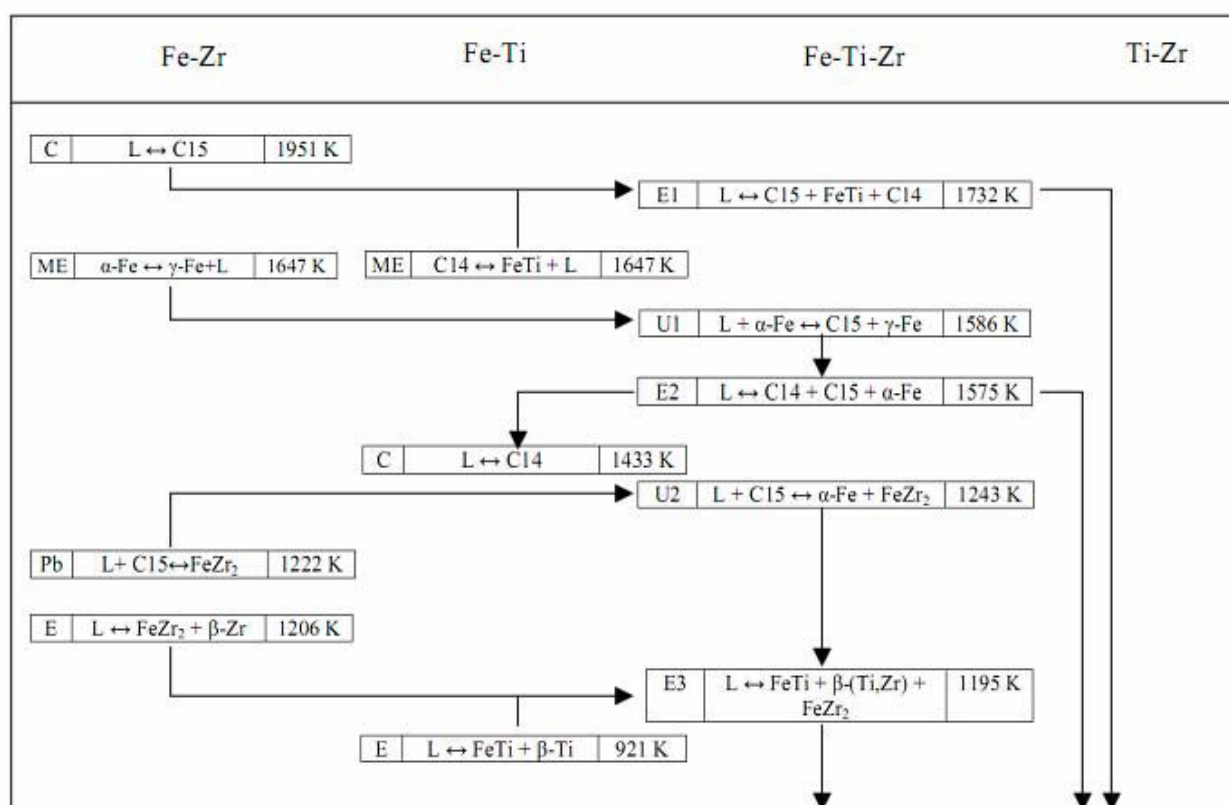 Fe-Zr Fe-Ti Fe-Ti-Zr Ti-Zr
C L ↔ C15 1951 K
E1 L ↔ C15 + FeTi + C14 1732 K
ME α-Fe ↔ γ-Fe+L 1647 K
ME C14 ↔ FeTi + L 1647 K
U1 L + α-Fe ↔ C15 + γ-Fe 1586 K
E2 L ↔ C14 + C15 + α-Fe 1575 K
C L ↔ C14 1433 K
U2 L + C15 ↔ α-Fe + FeZr₂ 1243 K
Pb L+ C15↔FeZr₂ 1222 K
E L ↔ FeZr₂ + β-Zr 1206 K
E3 L ↔ FeTi + β-(Ti,Zr) + 1195 K
FeZr₂
E L ↔ FeTi + β-Ti 921 K